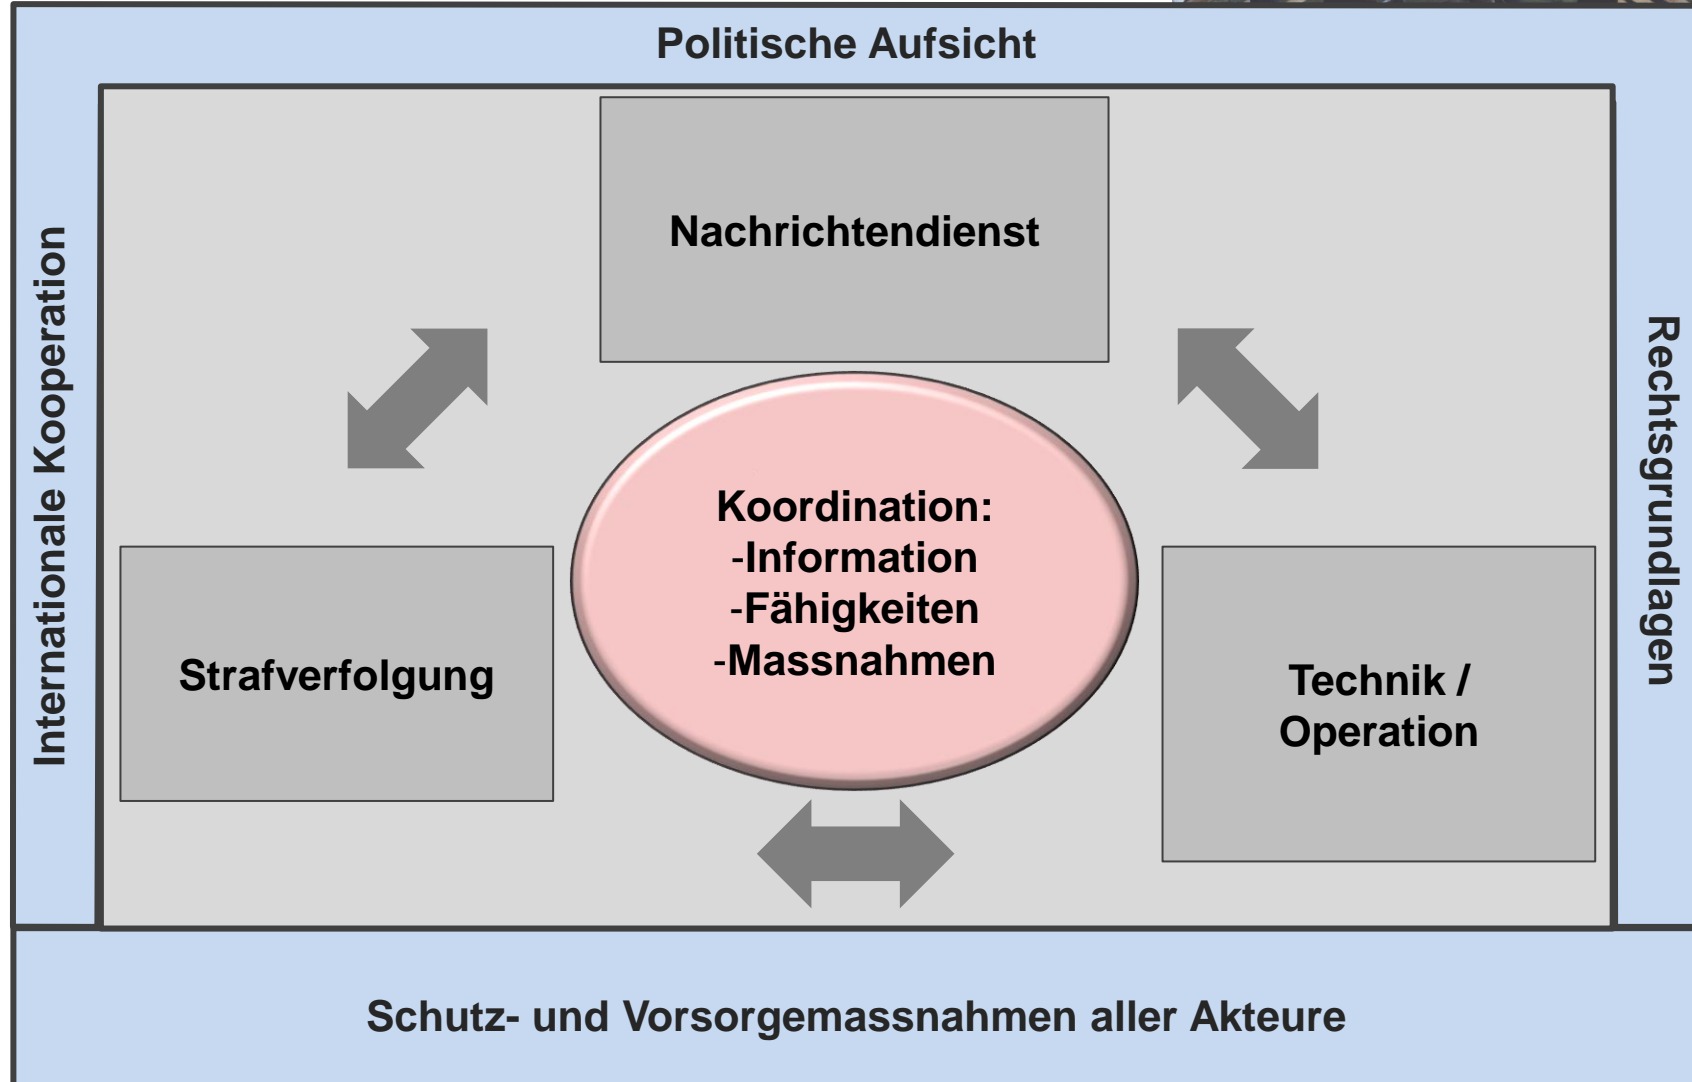 Politische Aufsicht
Internationale Kooperation
Nachrichtendienst
Rechtsgrundlagen
Koordination:
-Information
-Fähigkeiten
-Massnahmen
Strafverfolgung
Technik /
Operation
Schutz- und Vorsorgemassnahmen aller Akteure